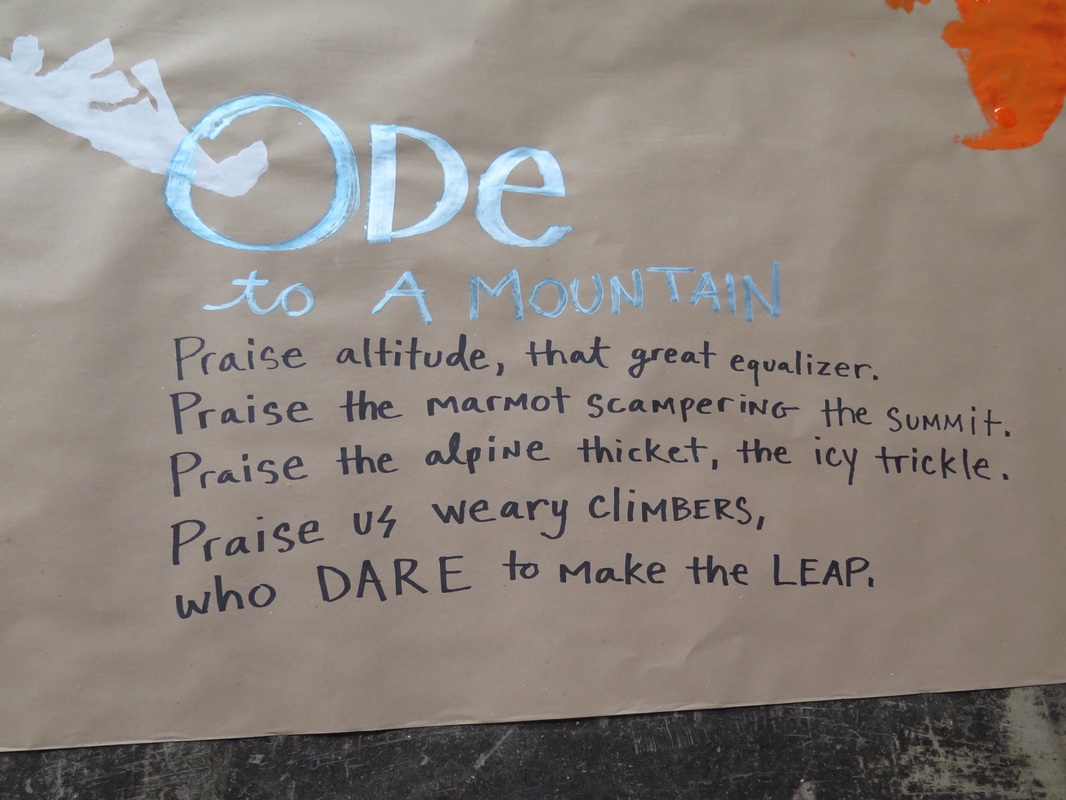 ODe
to A MOUNTAIN
Praise altitude, that great equalizer.
Praise the marmot scampering the summit.
Praise the alpine thicket, the icy trickle.
Praise us weary climBERS,
who DARE to make the LEAP.